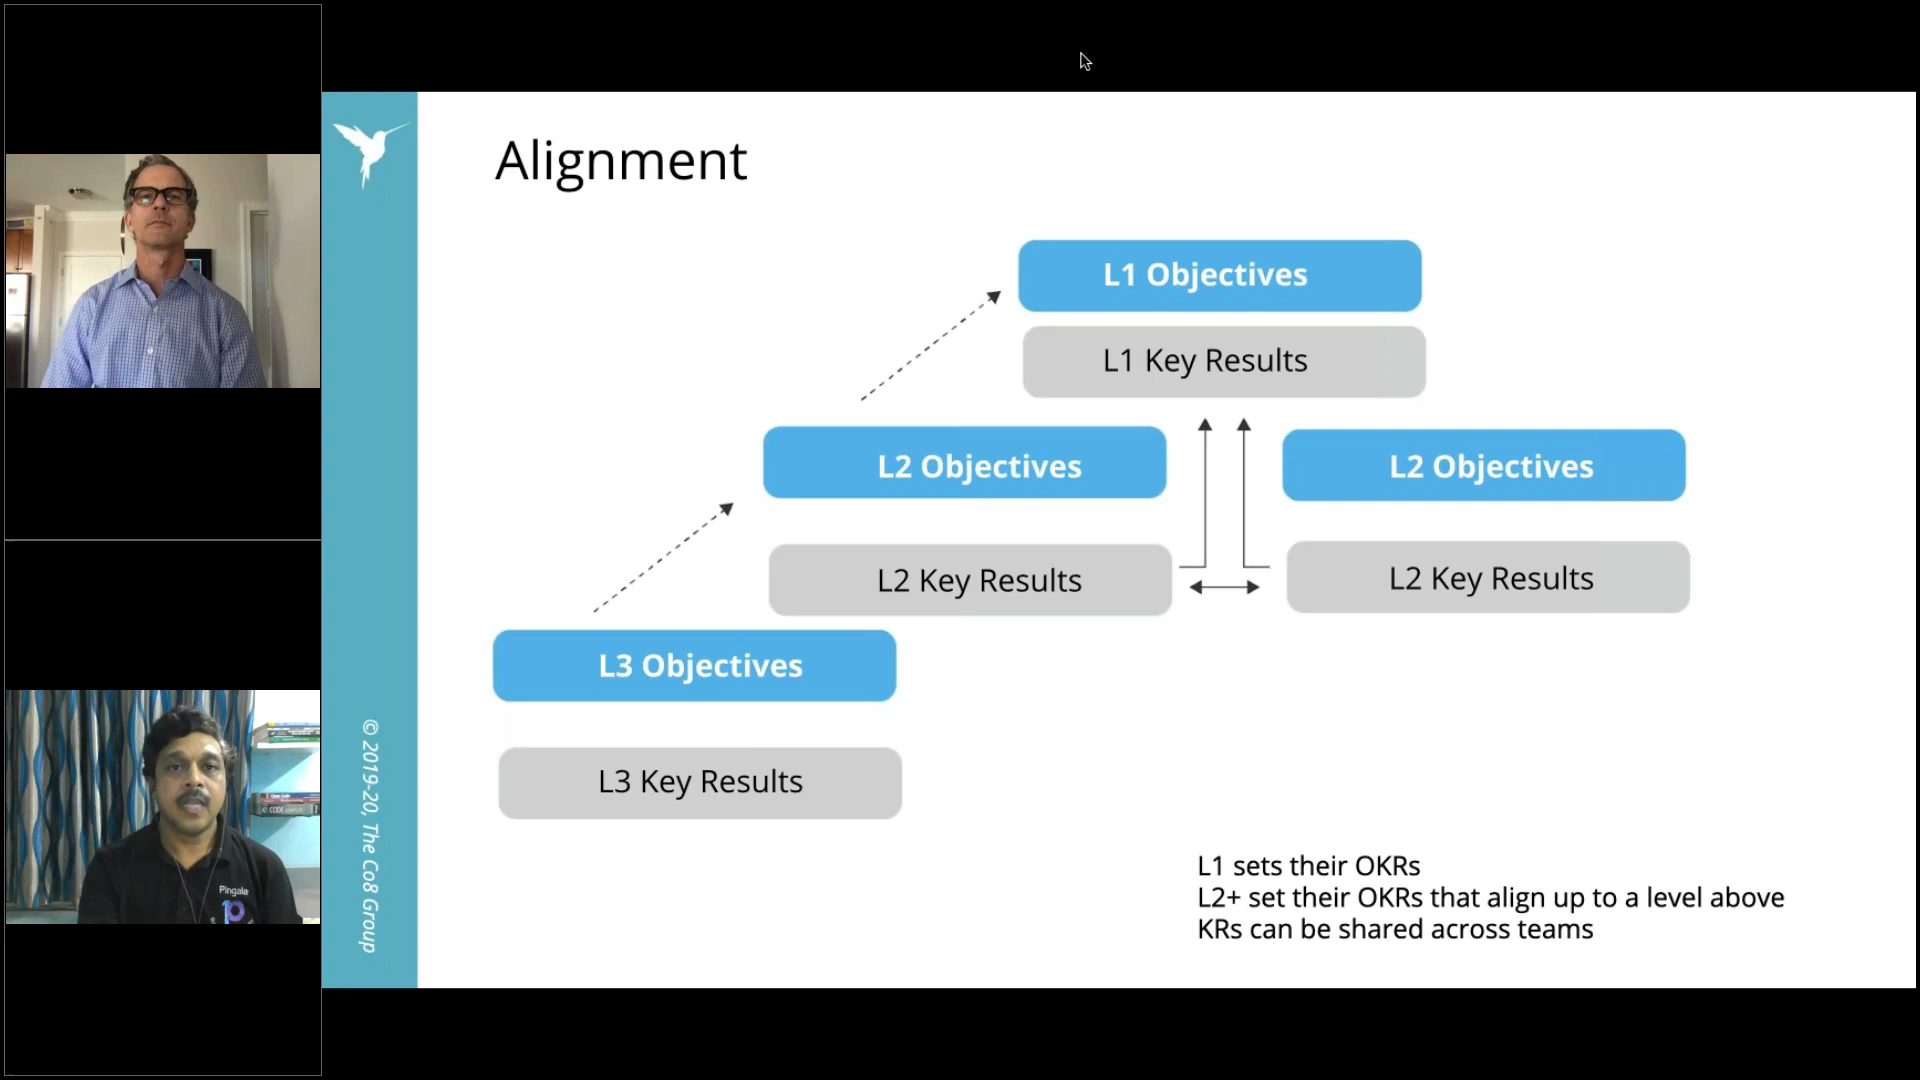 Alignment
L1 Objectives
L1 Key Results
L2 Objectives
L2 Objectives
L2 Key Results
L2 Key Results
L3 Objectives
L3 Key Results
L1 sets their OKRs
L2+ set their OKRs that align up to a level above
KRs can be shared across teams
© 2019-20, The Co8 Group
Pingala
CODE